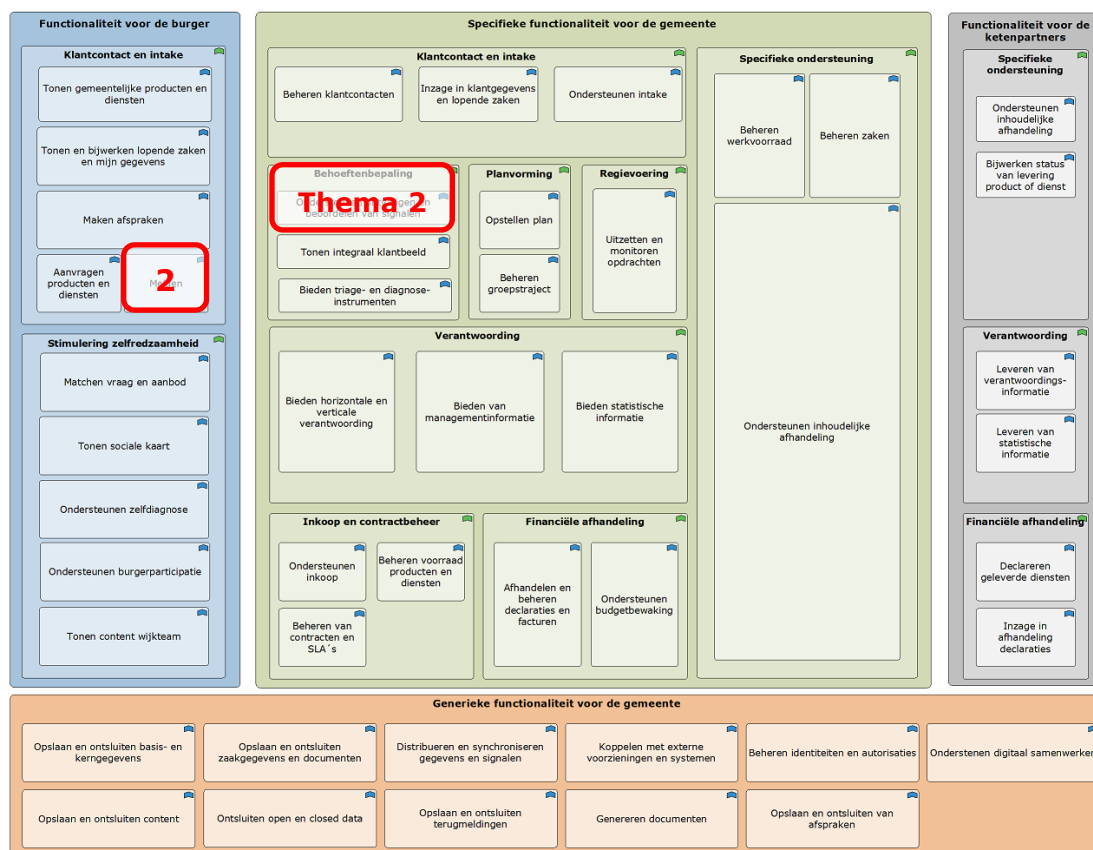 Functionaliteit voor de burger
Klantcontact en intake
Tonen gemeentelijke producten en
diensten
Tonen en bijwerken lopende zaken
en mijn gegevens
Maken afspraken
Aanvragen
producten en
diensten
2
Stimulering zelfredzaamheid
Matchen vraag en aanbod
Tonen sociale kaart
Ondersteunen zelfdiagnose
Ondersteunen burgerparticipatie
Tonen content wijkteam
Specifieke functionaliteit voor de gemeente
Klantcontact en intake
Beheren klantcontacten
Inzage in klantgegevens
en lopende zaken
Ondersteunen intake
Behoeftenbepaling
Thema 2
beoordelen van signalen
Tonen integraal klantbeeld
Bieden triage- en diagnose-
instrumenten
Planvorming
Opstellen plan
Beheren
groepstraject
Regievoering
Uitzetten en
monitoren
opdrachten
Specifieke ondersteuning
Beheren
werkvoorraad
Beheren zaken
Ondersteunen inhoudelijke
afhandeling
Verantwoording
Bieden horizontale en
verticale
verantwoording
Bieden van
managementinformatie
Bieden statistische
informatie
Inkoop en contractbeheer
Ondersteunen
inkoop
Beheren voorraad
producten en
diensten
Beheren van
contracten en
SLA´s
Financiële afhandeling
Afhandelen en
beheren
declaraties en
facturen
Ondersteunen
budgetbewaking
Functionaliteit voor de
ketenpartners
Specifieke
ondersteuning
Ondersteunen
inhoudelijke
afhandeling
Bijwerken status
van levering
product of dienst
Verantwoording
Leveren van
verantwoordings-
informatie
Leveren van
statistische
informatie
Financiële afhandeling
Declareren
geleverde diensten
Inzage in
afhandeling
declaraties
Generieke functionaliteit voor de gemeente
Opslaan en ontsluiten basis- en
kerngegevens
Opslaan en ontsluiten
zaakgegevens en documenten
Distribueren en synchroniseren
gegevens en signalen
Koppelen met externe
voorzieningen en systemen
Beheren identiteiten en autorisaties
Onderstenen digitaal samenwerken
Opslaan en ontsluiten content
Ontsluiten open en closed data
Opslaan en ontsluiten
terugmeldingen
Genereren documenten
Opslaan en ontsluiten van
afspraken